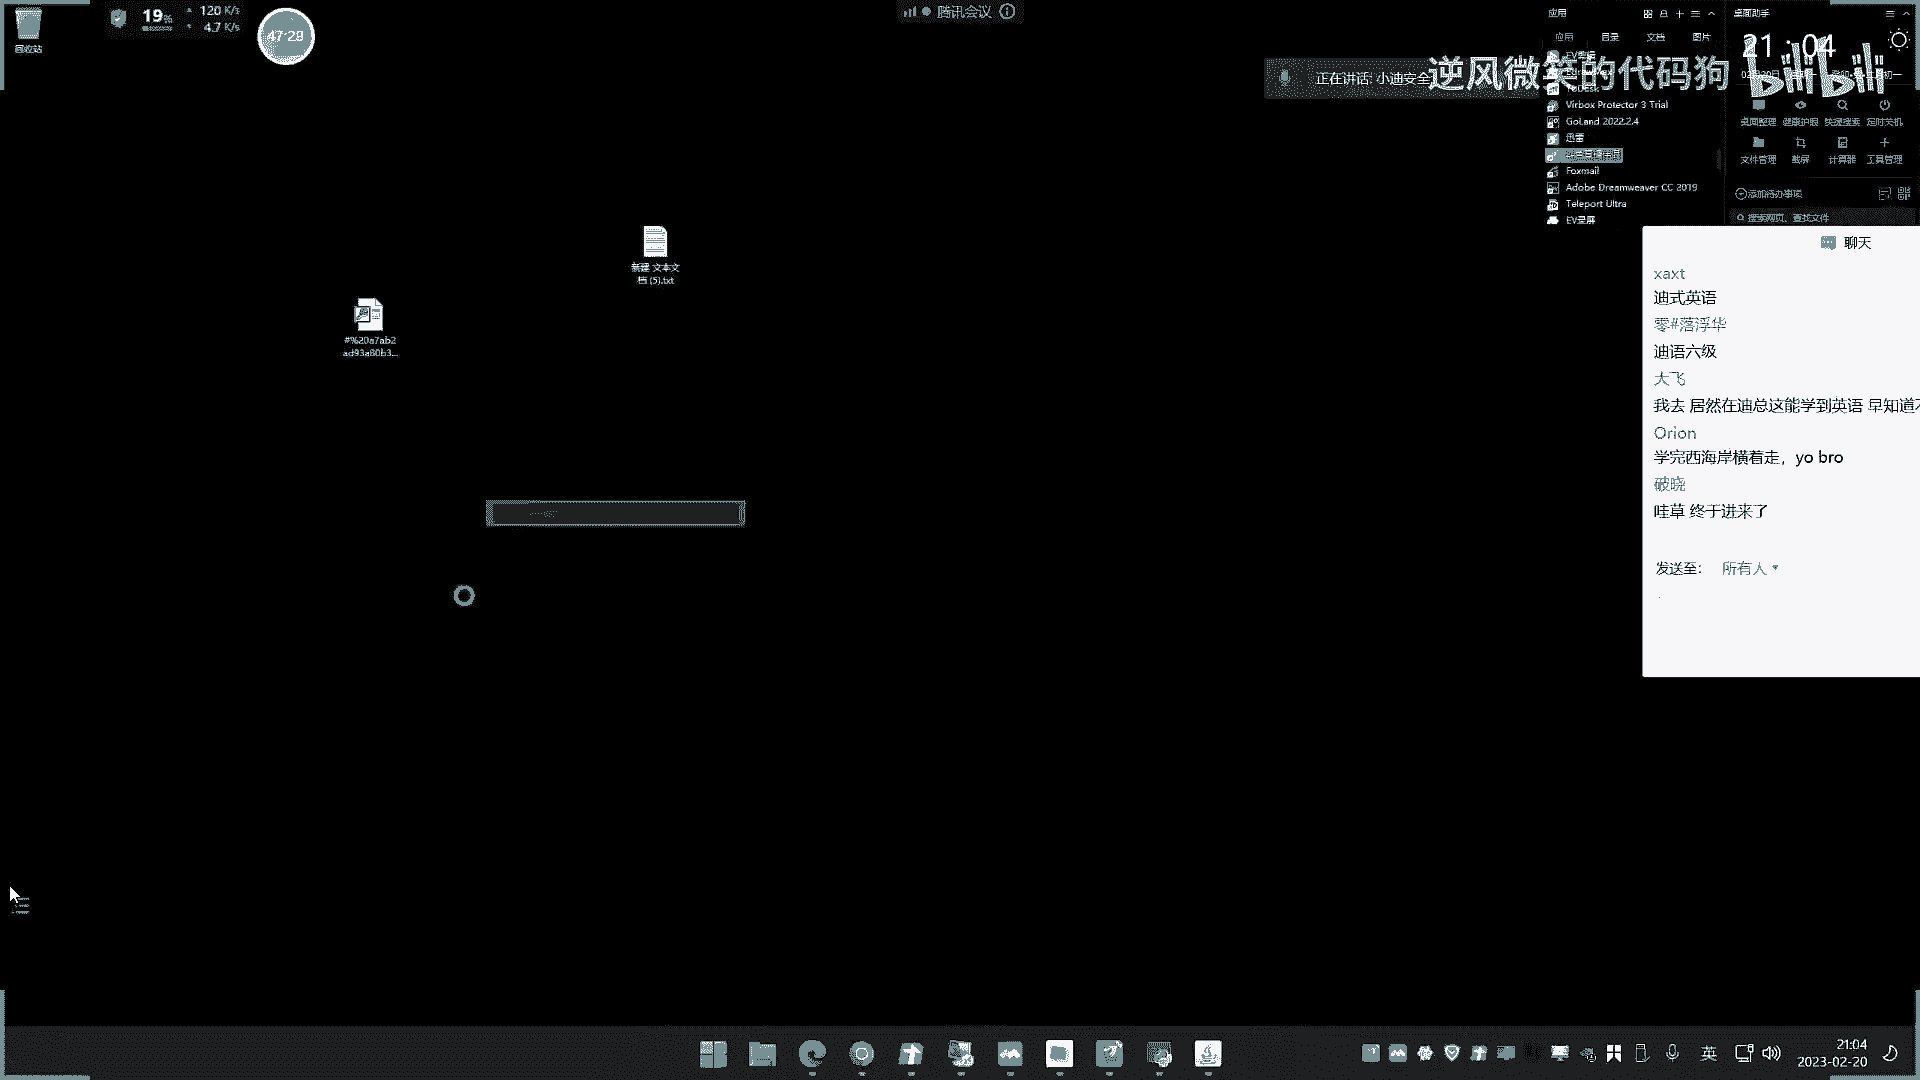 回收站
19%
120 K/s
4.7 K/s
47:28
腾讯会议
正在讲话: 小迪安全
逆风微笑的代码狗
bilibili
应用
应用
目录
文档
图片
Virbox Protector 3 Trial
GoLand 2022.2.4
迅雷
Foxmail
Adobe Dreamweaver CC 2019
Teleport Ultra
EV录屏
桌面助手
21:04
桌面整理
健康护眼
快捷搜索
定时关机
文件管理
截屏
计算器
工具管理
添加待办事项
搜索网页、查找文件
新建 文本文
档 (5).txt
#%20a7ab2
ad93a80b3...
聊天
xaxt
迪式英语
零#落浮华
迪语六级
大飞
我去 居然在迪总这能学到英语 早知道
Orion
学完西海岸横着走，yo bro
破晓
哇草 终于进来了
发送至：
所有人
英
21:04
2023-02-20